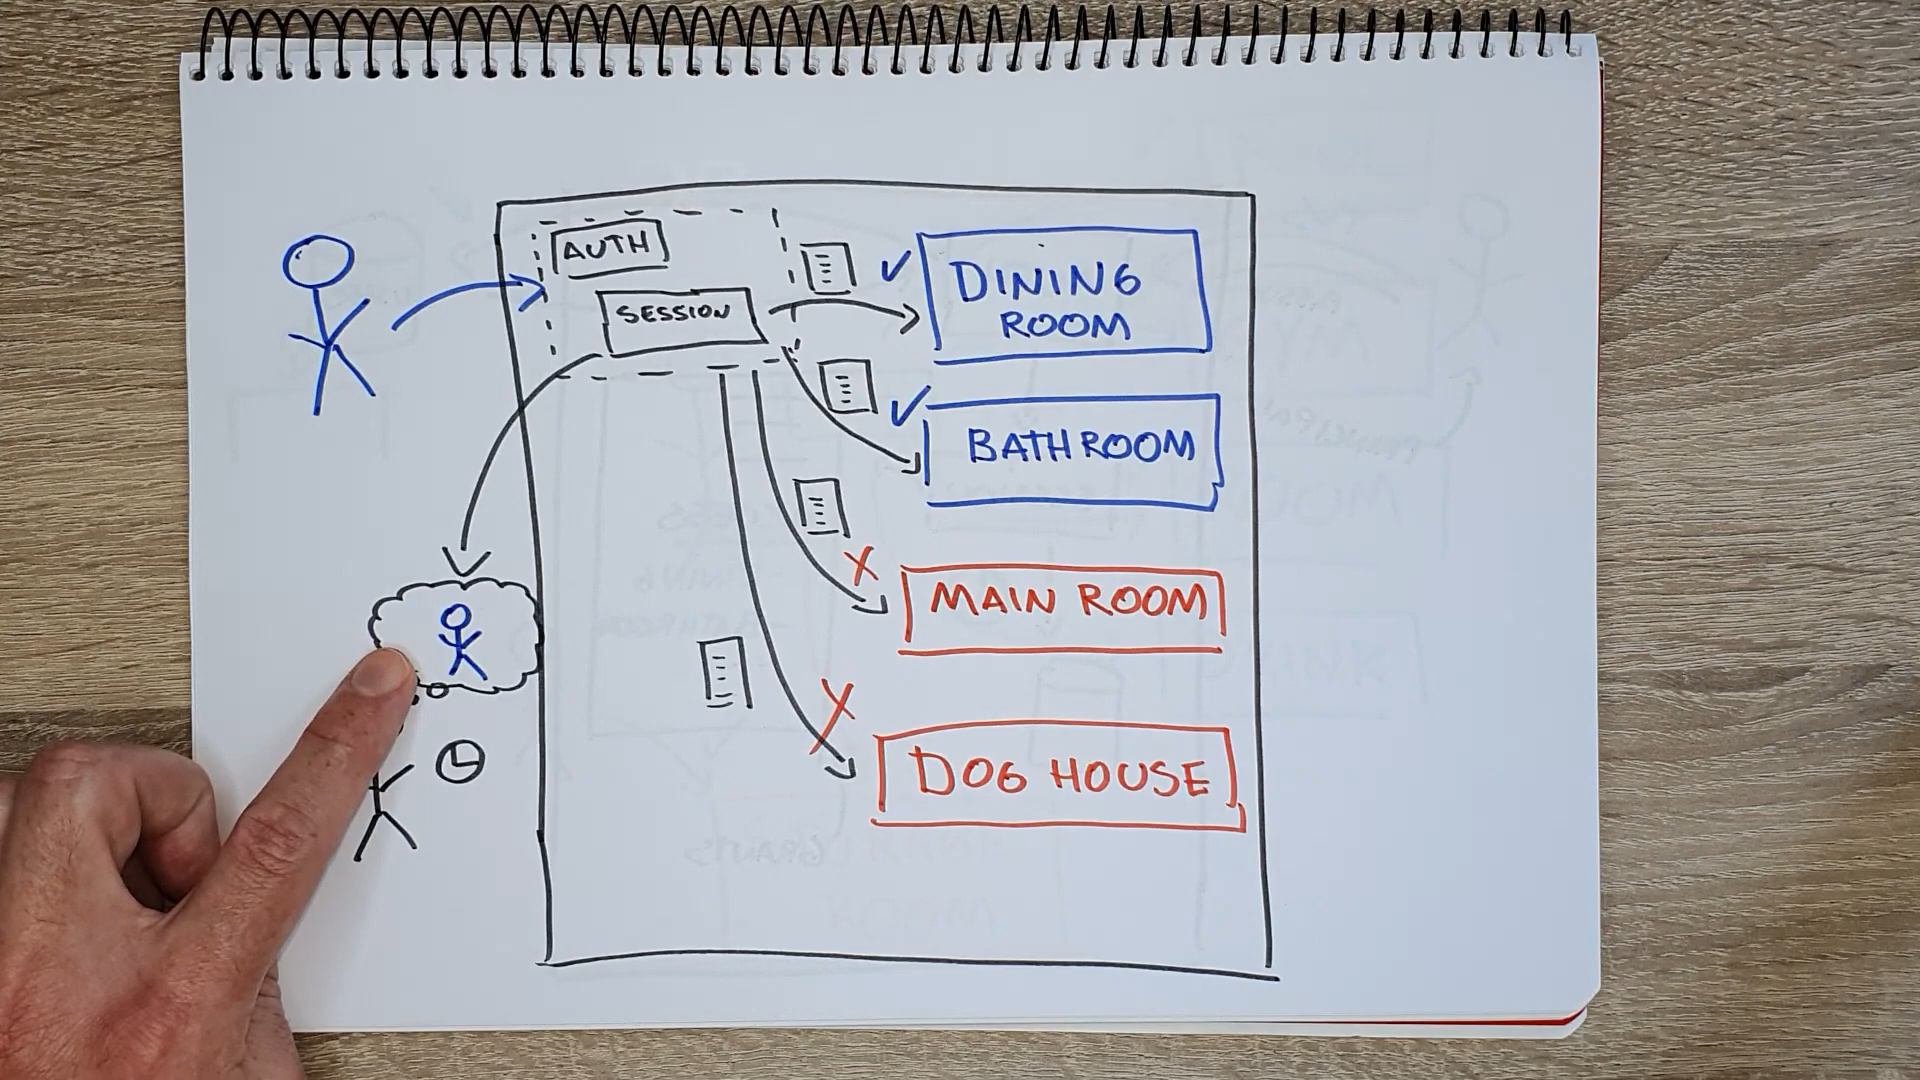 AUTH
SESSION
DINING
ROOM
BATHROOM
MAIN ROOM
DOG HOUSE